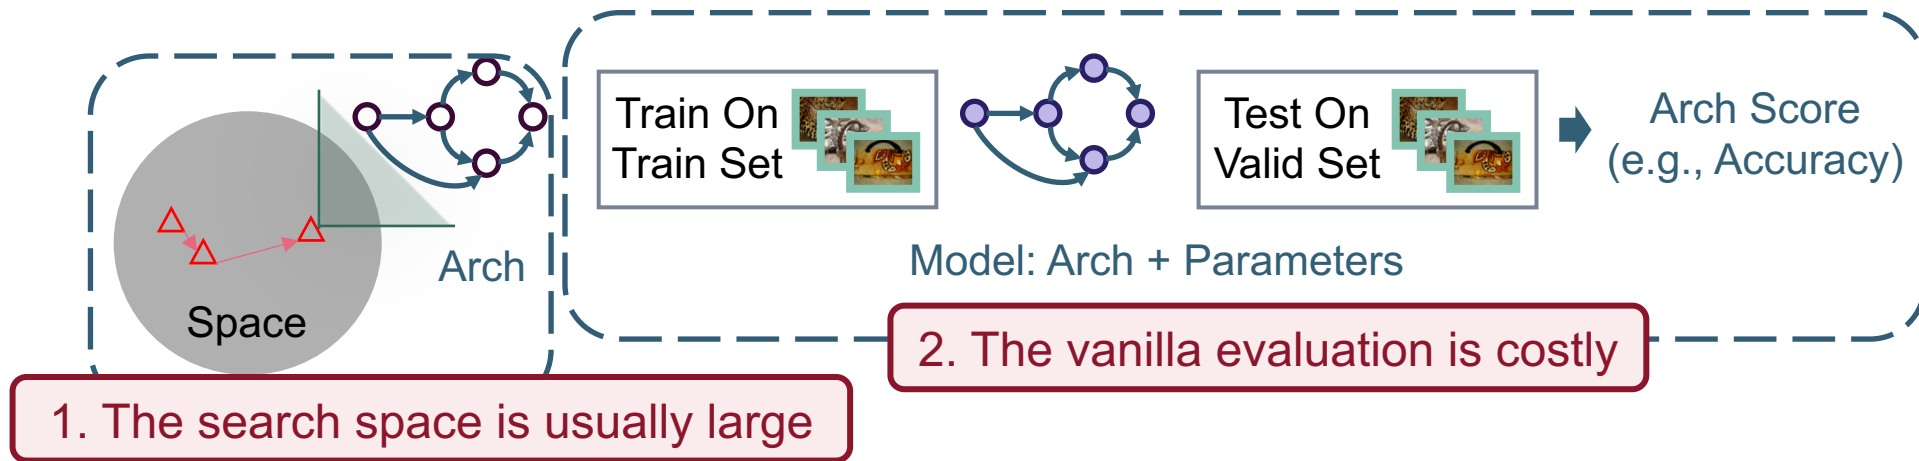 Space
Arch
1. The search space is usually large
Train On
Train Set
Test On
Valid Set
Arch Score
(e.g., Accuracy)
Model: Arch + Parameters
2. The vanilla evaluation is costly